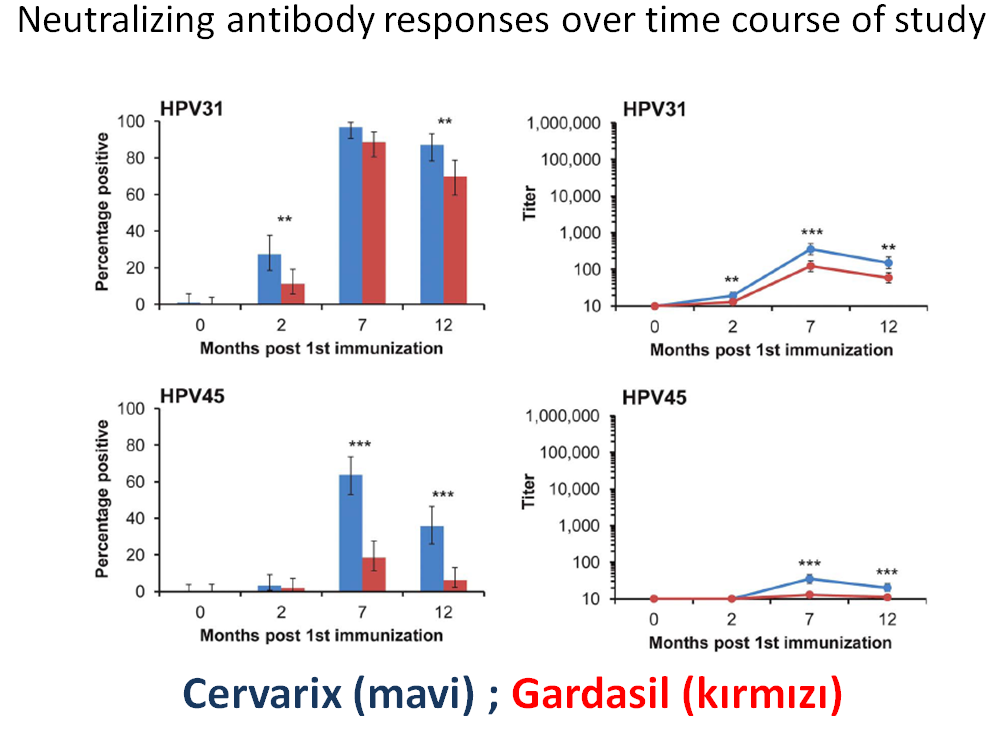 Neutralizing antibody responses over time course of study
HPV31
Percentage positive
100
80
60
40
20
0
**
**
0 2 7 12
Months post 1st immunization
HPV31
Titer
1,000,000
100,000
10,000
1,000
100
10
**
***
**
0 2 7 12
Months post 1st immunization
HPV45
Percentage positive
100
80
60
40
20
0
***
***
0 2 7 12
Months post 1st immunization
HPV45
Titer
1,000,000
100,000
10,000
1,000
100
10
***
***
0 2 7 12
Months post 1st immunization
Cervarix (mavi) ; Gardasil (kırmızı)